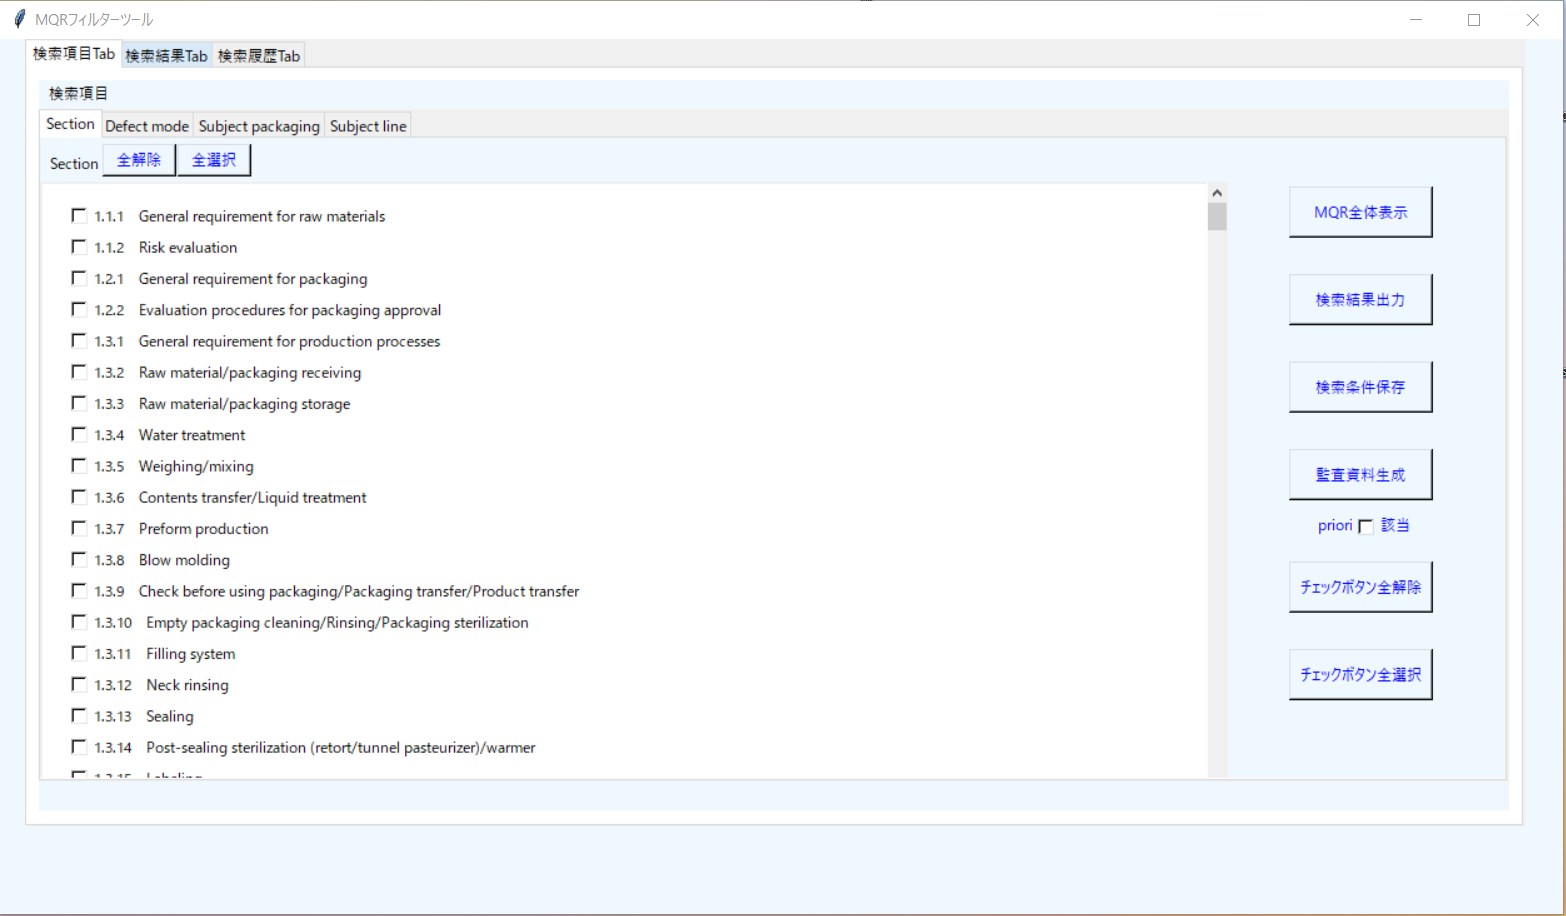 MQRフィルターツール
検索項目Tab 検索結果Tab 検索履歴Tab
検索項目
Section Defect mode Subject packaging Subject line
Section 全解除 全選択
1.1.1 General requirement for raw materials
1.1.2 Risk evaluation
1.2.1 General requirement for packaging
1.2.2 Evaluation procedures for packaging approval
1.3.1 General requirement for production processes
1.3.2 Raw material/packaging receiving
1.3.3 Raw material/packaging storage
1.3.4 Water treatment
1.3.5 Weighing/mixing
1.3.6 Contents transfer/Liquid treatment
1.3.7 Preform production
1.3.8 Blow molding
1.3.9 Check before using packaging/Packaging transfer/Product transfer
1.3.10 Empty packaging cleaning/Rinsing/Packaging sterilization
1.3.11 Filling system
1.3.12 Neck rinsing
1.3.13 Sealing
1.3.14 Post-sealing sterilization (retort/tunnel pasteurizer)/warmer
1.3.15 Labeling
MQR全体表示
検索結果出力
検索条件保存
監査資料生成
priori 該当
チェックボタン全解除
チェックボタン全選択